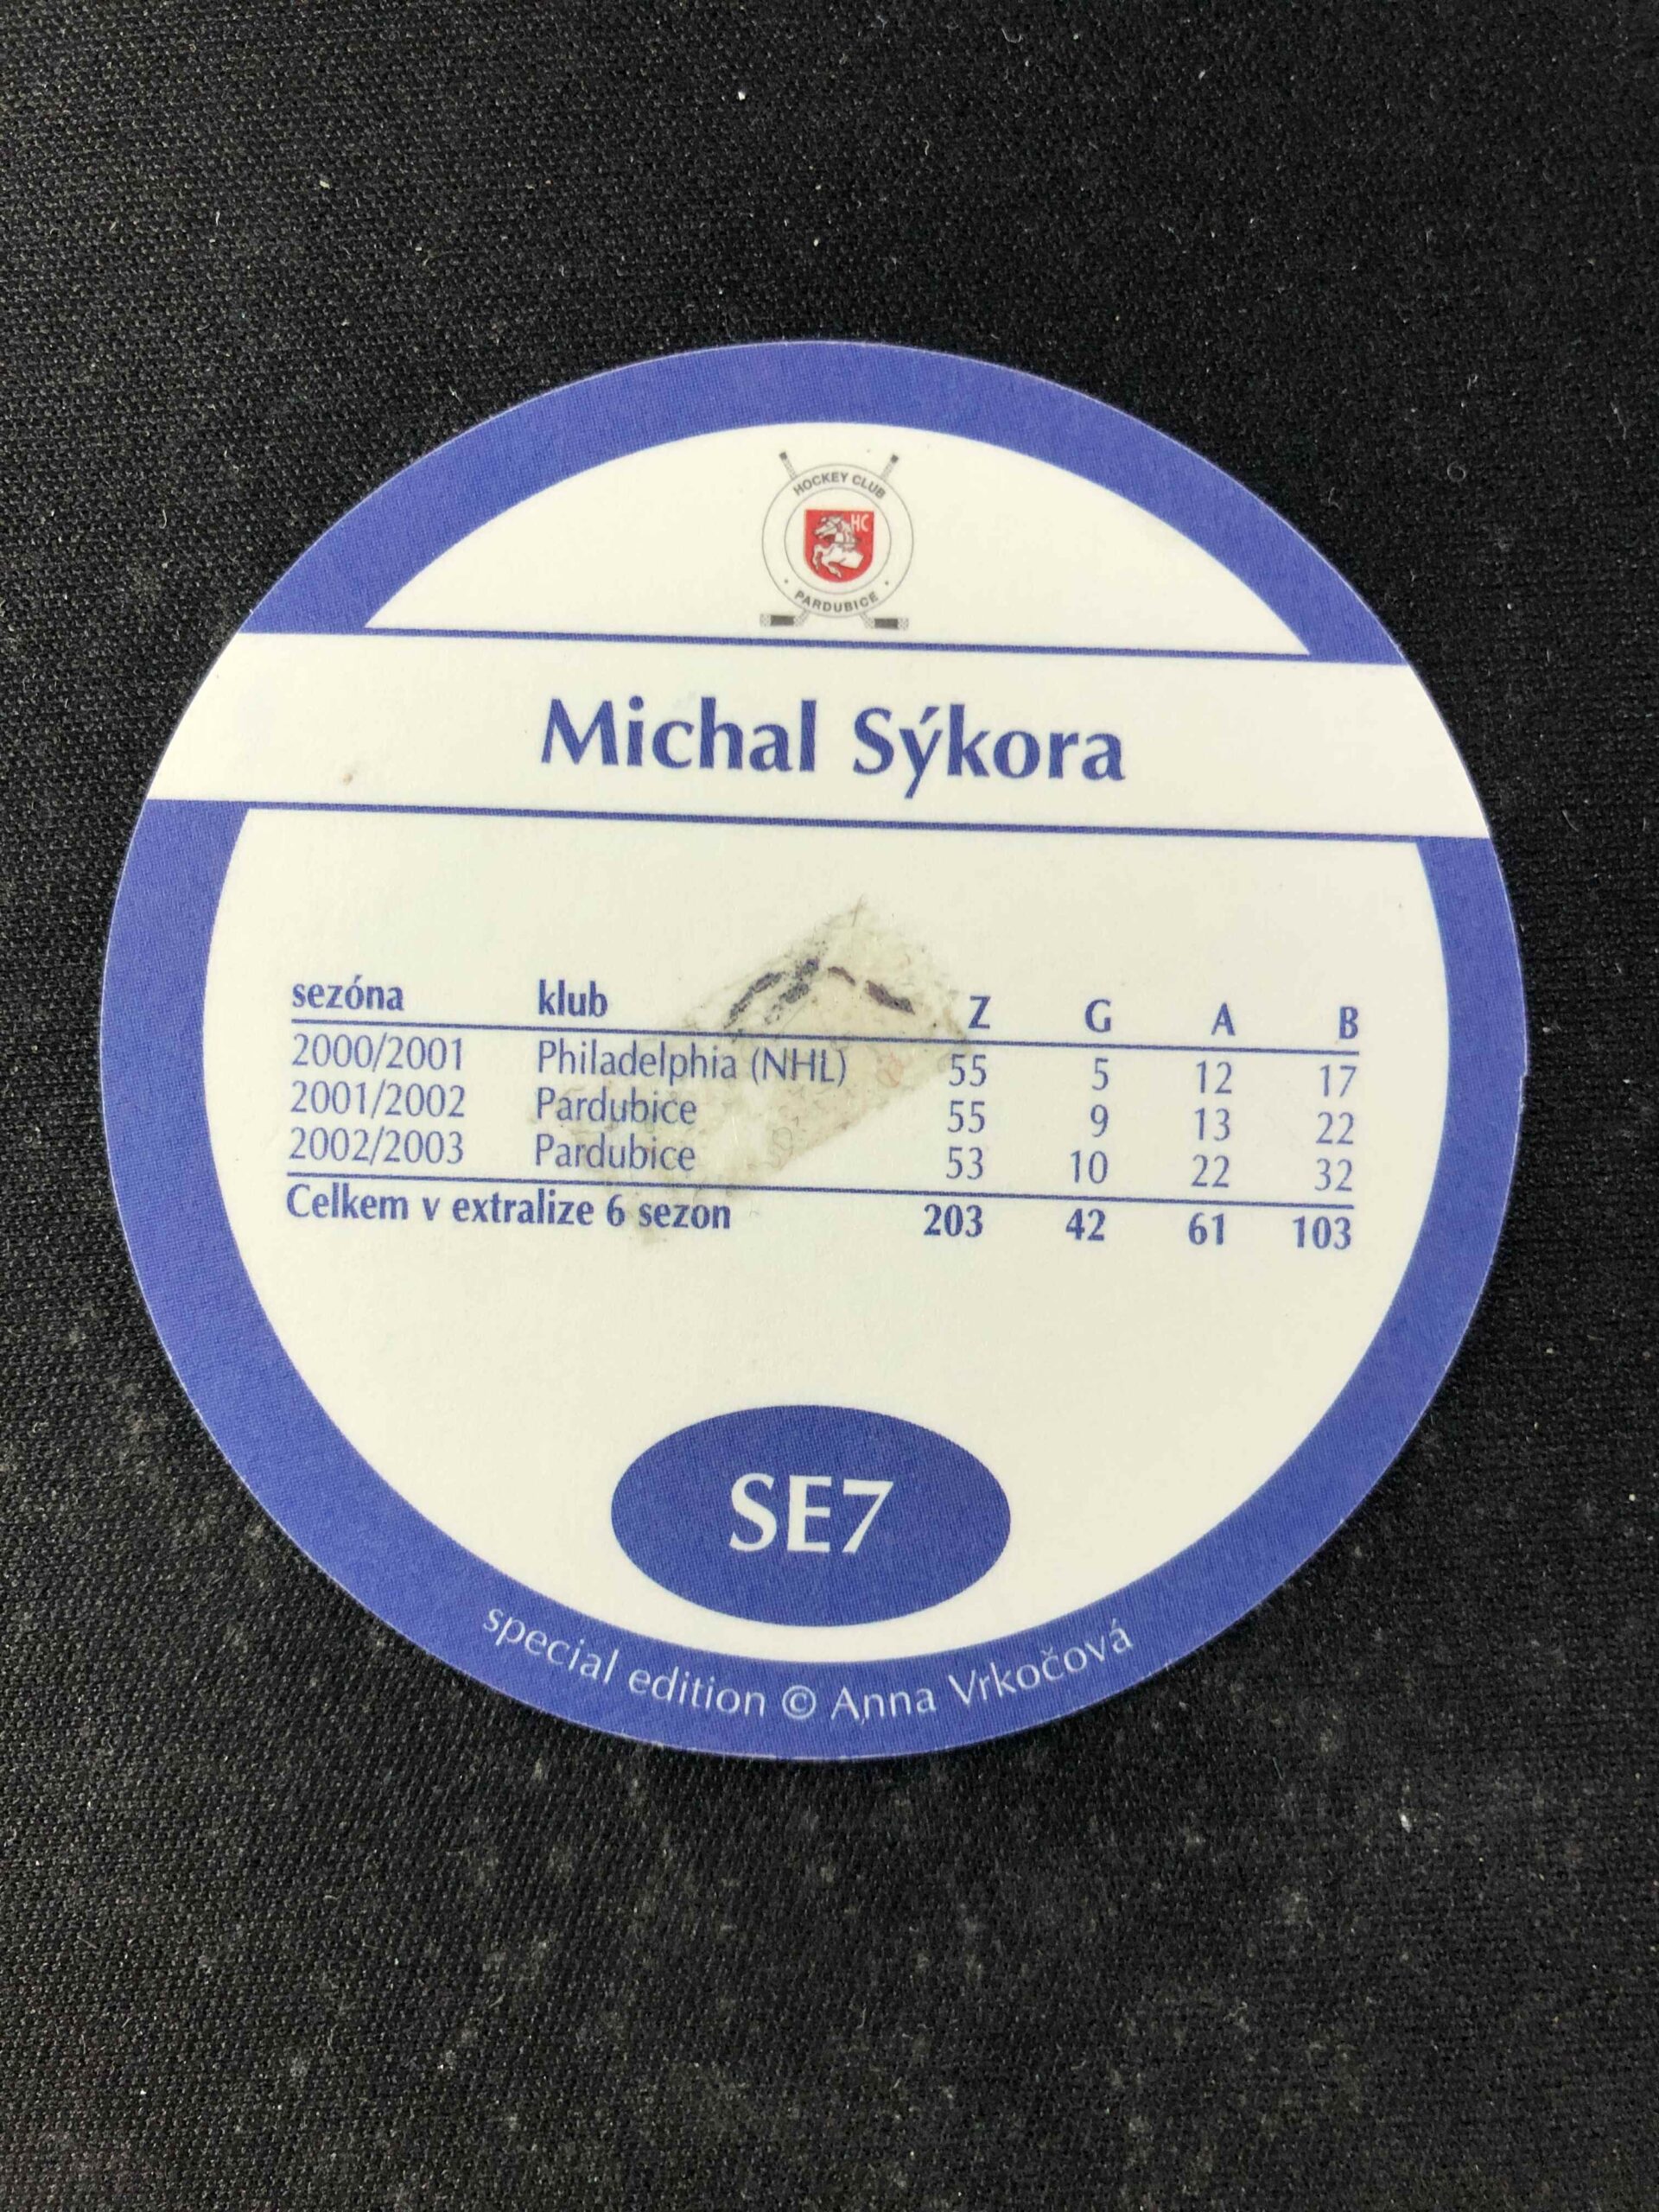 HOCKEY CLUB
HC
PARDUBICE
Michal Sýkora
sezóna klub Z G A B
2000/2001 Philadelphia (NHL) 55 5 12 17
2001/2002 Pardubice 55 9 13 22
2002/2003 Pardubice 53 10 22 32
Celkem v extralize 6 sezon 203 42 61 103
SE7
special edition © Anna Vrkočová